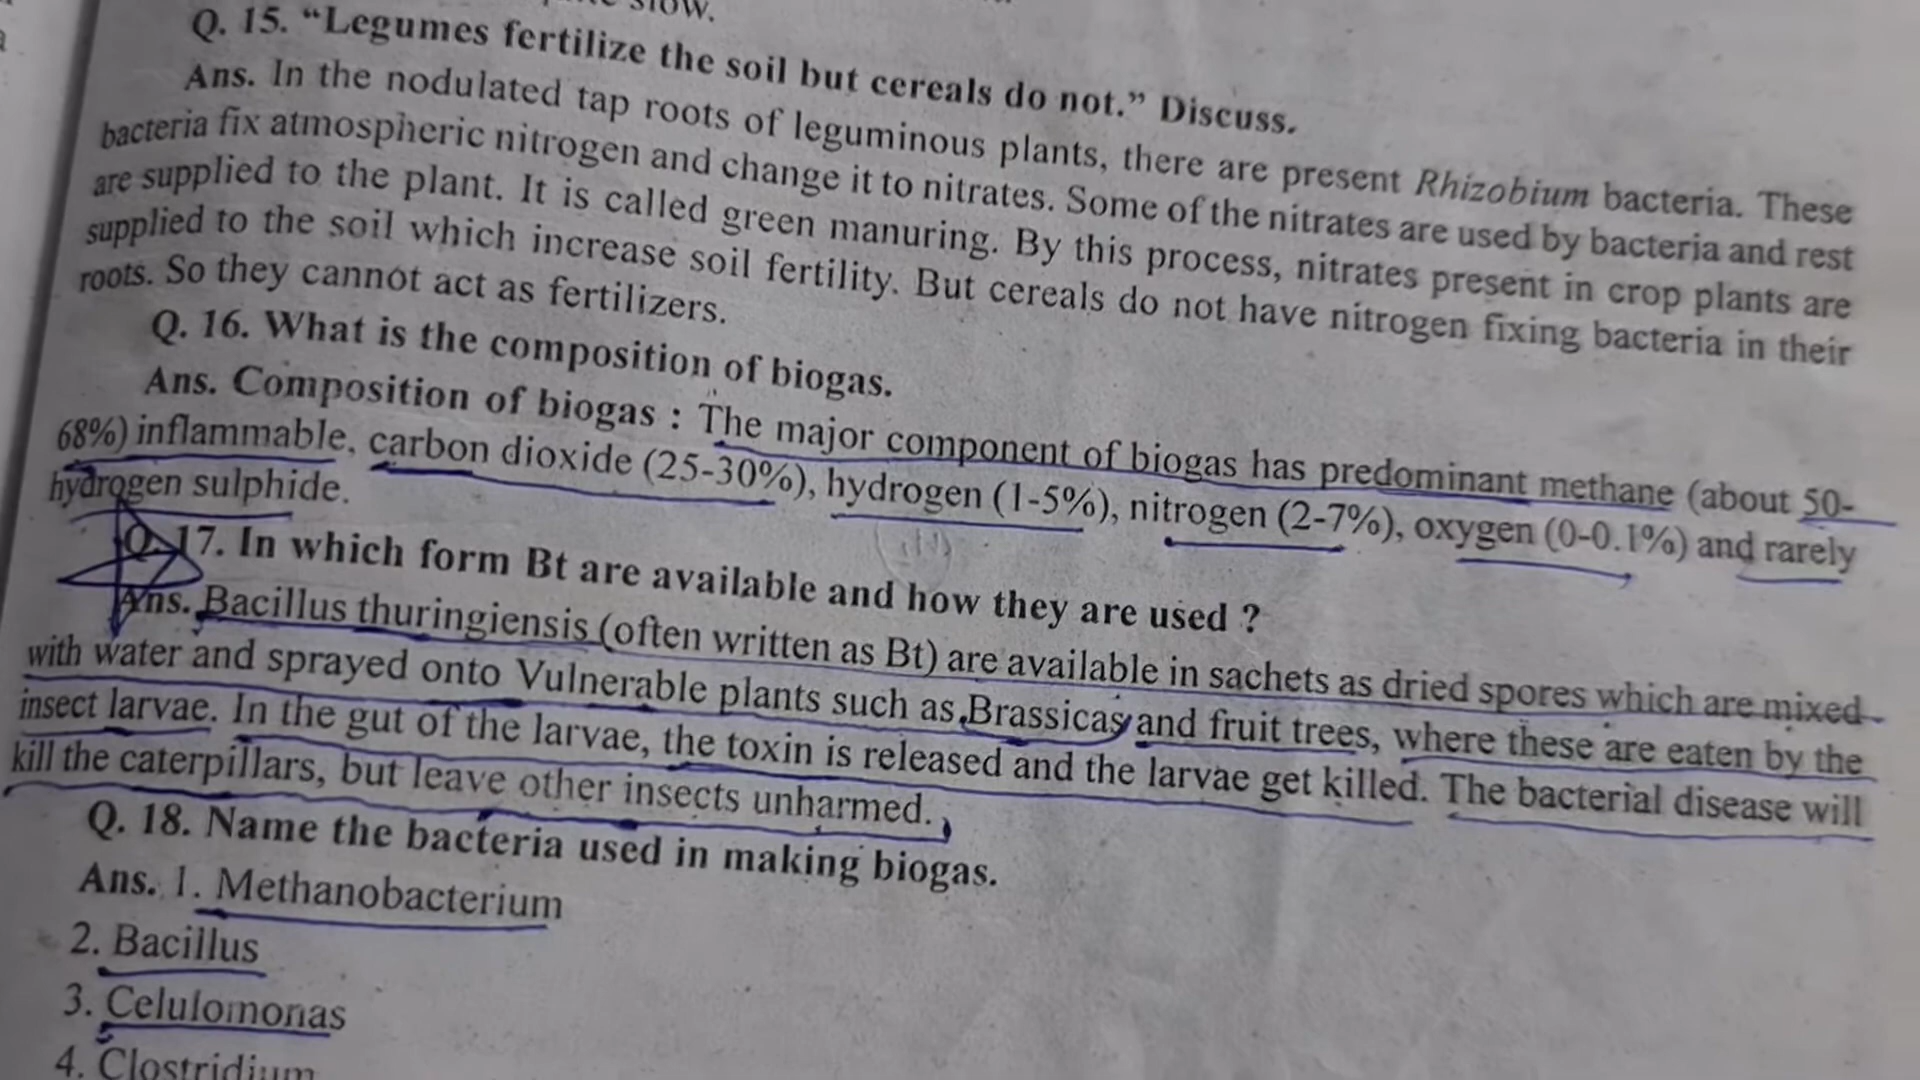 slow.
Q. 15. “Legumes fertilize the soil but cereals do not.” Discuss.
Ans. In the nodulated tap roots of leguminous plants, there are present Rhizobium bacteria. These
bacteria fix atmospheric nitrogen and change it to nitrates. Some of the nitrates are used by bacteria and rest
are supplied to the plant. It is called green manuring. By this process, nitrates present in crop plants are
supplied to the soil which increase soil fertility. But cereals do not have nitrogen fixing bacteria in their
roots. So they cannot act as fertilizers.
Q. 16. What is the composition of biogas.
Ans. Composition of biogas : The major component of biogas has predominant methane (about 50-
68%) inflammable, carbon dioxide (25-30%), hydrogen (1-5%), nitrogen (2-7%), oxygen (0-0.1%) and rarely
hydrogen sulphide.
Q. 17. In which form Bt are available and how they are used ?
Ans. Bacillus thuringiensis (often written as Bt) are available in sachets as dried spores which are mixed
with water and sprayed onto Vulnerable plants such as Brassicas and fruit trees, where these are eaten by the
insect larvae. In the gut of the larvae, the toxin is released and the larvae get killed. The bacterial disease will
kill the caterpillars, but leave other insects unharmed.
Q. 18. Name the bacteria used in making biogas.
Ans. 1. Methanobacterium
2. Bacillus
3. Celulomonas
4. Clostridium